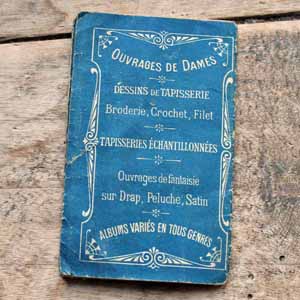 OUVRAGES DE DAMES
DESSINS DE TAPISSERIE
Broderie, Crochet, Filet
TAPISSERIES ÉCHANTILLONNÉES
Ouvrages de fantaisie
sur Drap, Peluche, Satin
ALBUMS VARIÉS EN TOUS GENRES